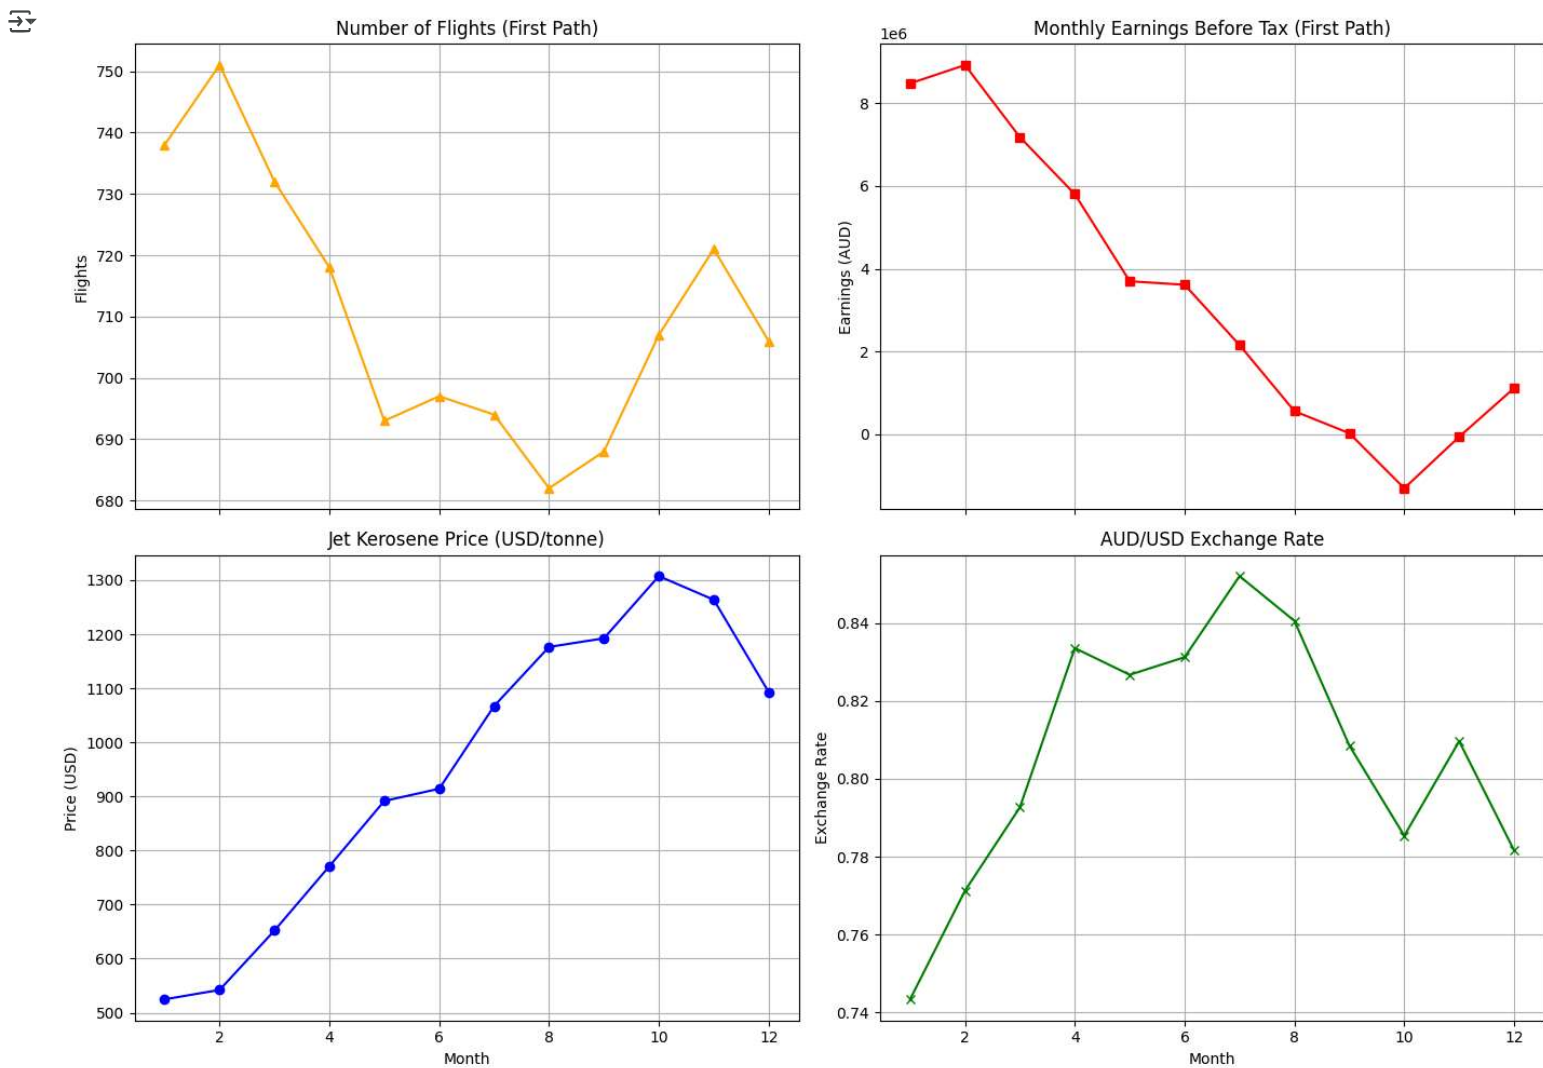 Number of Flights (First Path)
750
740
730
720
710
700
690
680
Flights
Monthly Earnings Before Tax (First Path)
1e6
8
6
4
2
0
Earnings (AUD)
Jet Kerosene Price (USD/tonne)
1300
1200
1100
1000
900
800
700
600
500
Price (USD)
2 4 6 8 10 12
Month
AUD/USD Exchange Rate
0.84
0.82
0.80
0.78
0.76
0.74
Exchange Rate
2 4 6 8 10 12
Month